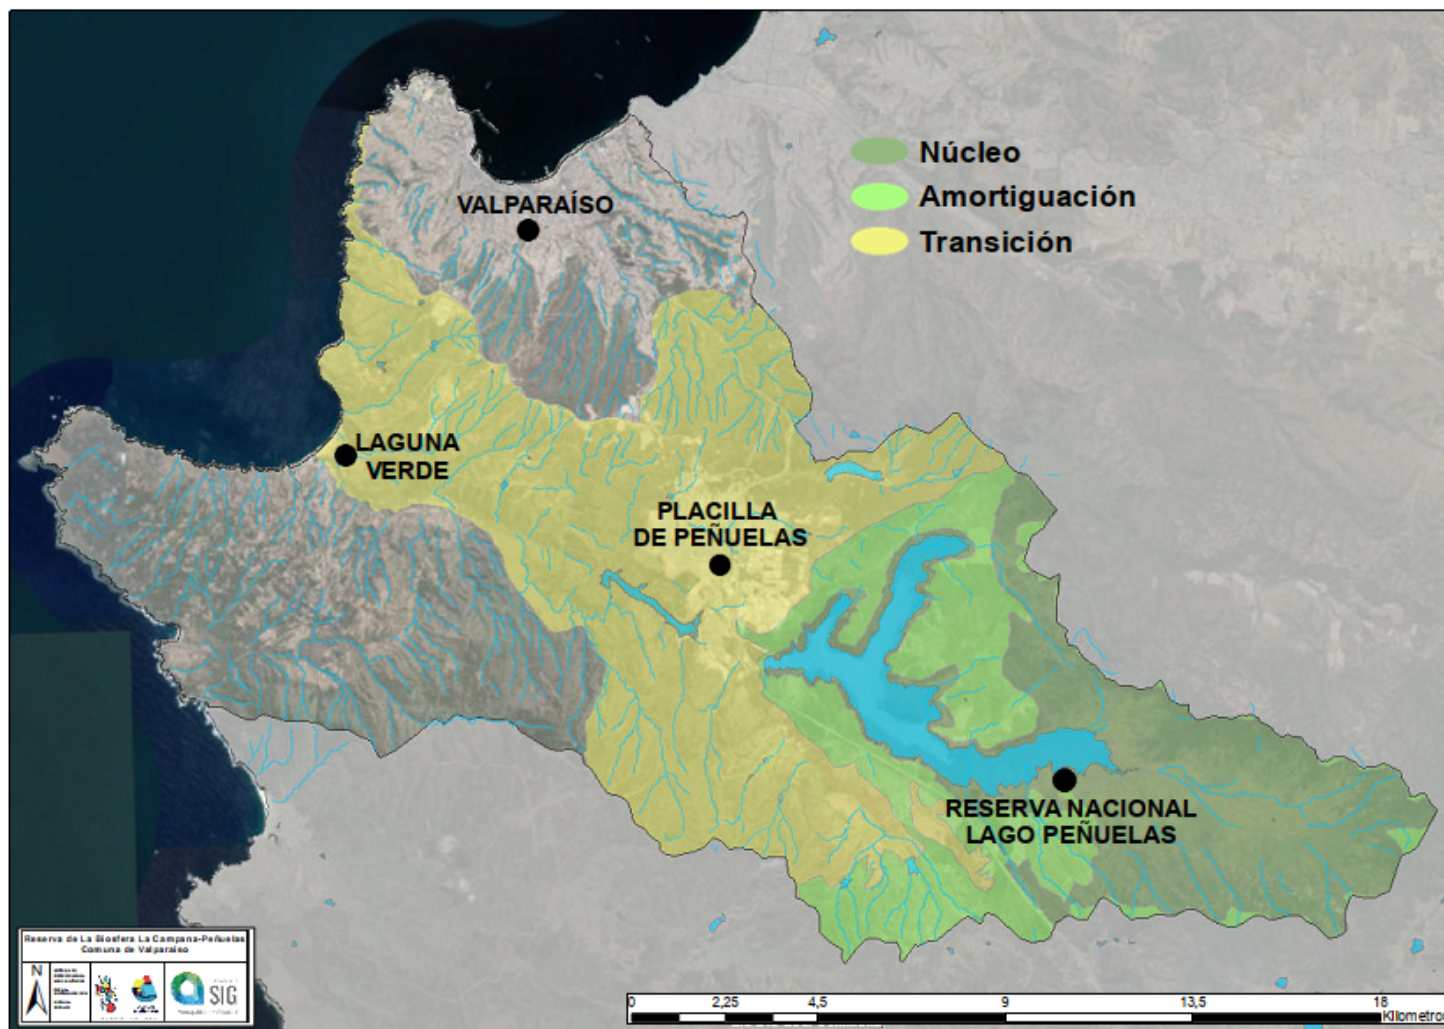 Núcleo
Amortiguación
Transición
VALPARAÍSO
LAGUNA
VERDE
PLACILLA
DE PEÑUELAS
RESERVA NACIONAL
LAGO PEÑUELAS
Reserva de La Biosfera La Campana-Peñuelas
Comuna de Valparaíso
N
SIG
0 2,25 4,5 9 13,5 18
Kilometros